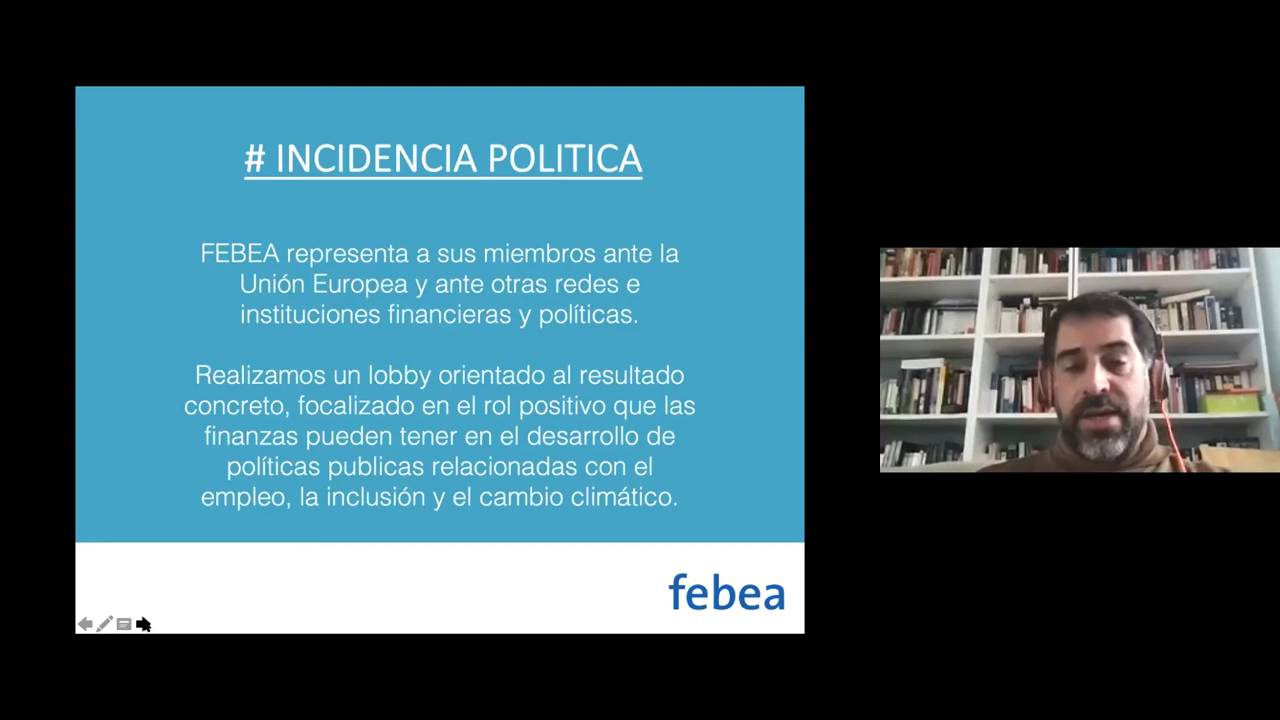 # INCIDENCIA POLITICA
FEBEA representa a sus miembros ante la
Unión Europea y ante otras redes e
instituciones financieras y políticas.
Realizamos un lobby orientado al resultado
concreto, focalizado en el rol positivo que las
finanzas pueden tener en el desarrollo de
políticas publicas relacionadas con el
empleo, la inclusión y el cambio climático.
febea